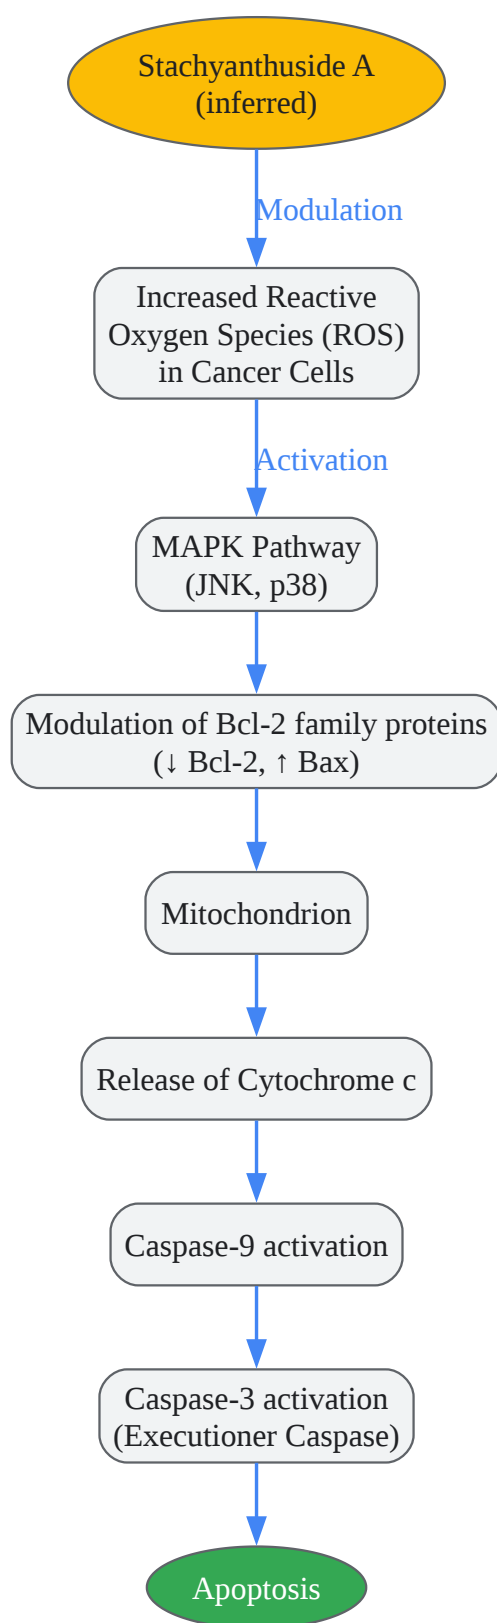 Stachyanthuside A
(inferred)
Modulation
Increased Reactive
Oxygen Species (ROS)
in Cancer Cells
Activation
MAPK Pathway
(JNK, p38)
Modulation of Bcl-2 family proteins
(↓ Bcl-2, ↑ Bax)
Mitochondrion
Release of Cytochrome c
Caspase-9 activation
Caspase-3 activation
(Executioner Caspase)
Apoptosis